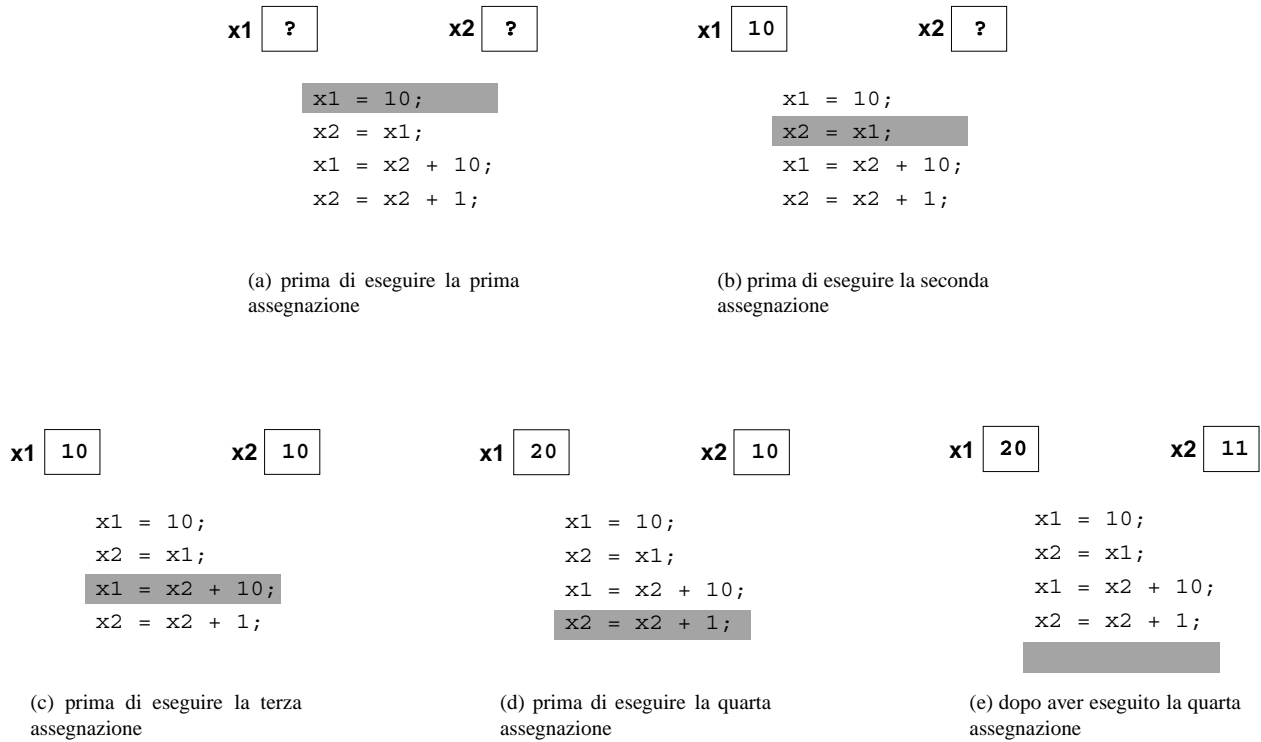 x1 ? x2 ?
x1 = 10;
x2 = x1;
x1 = x2 + 10;
x2 = x2 + 1;
(a) prima di eseguire la prima
assegnazione
x1 10 x2 ?
x1 = 10;
x2 = x1;
x1 = x2 + 10;
x2 = x2 + 1;
(b) prima di eseguire la seconda
assegnazione
x1 10 x2 10
x1 = 10;
x2 = x1;
x1 = x2 + 10;
x2 = x2 + 1;
(c) prima di eseguire la terza
assegnazione
x1 20 x2 10
x1 = 10;
x2 = x1;
x1 = x2 + 10;
x2 = x2 + 1;
(d) prima di eseguire la quarta
assegnazione
x1 20 x2 11
x1 = 10;
x2 = x1;
x1 = x2 + 10;
x2 = x2 + 1;
(e) dopo aver eseguito la quarta
assegnazione